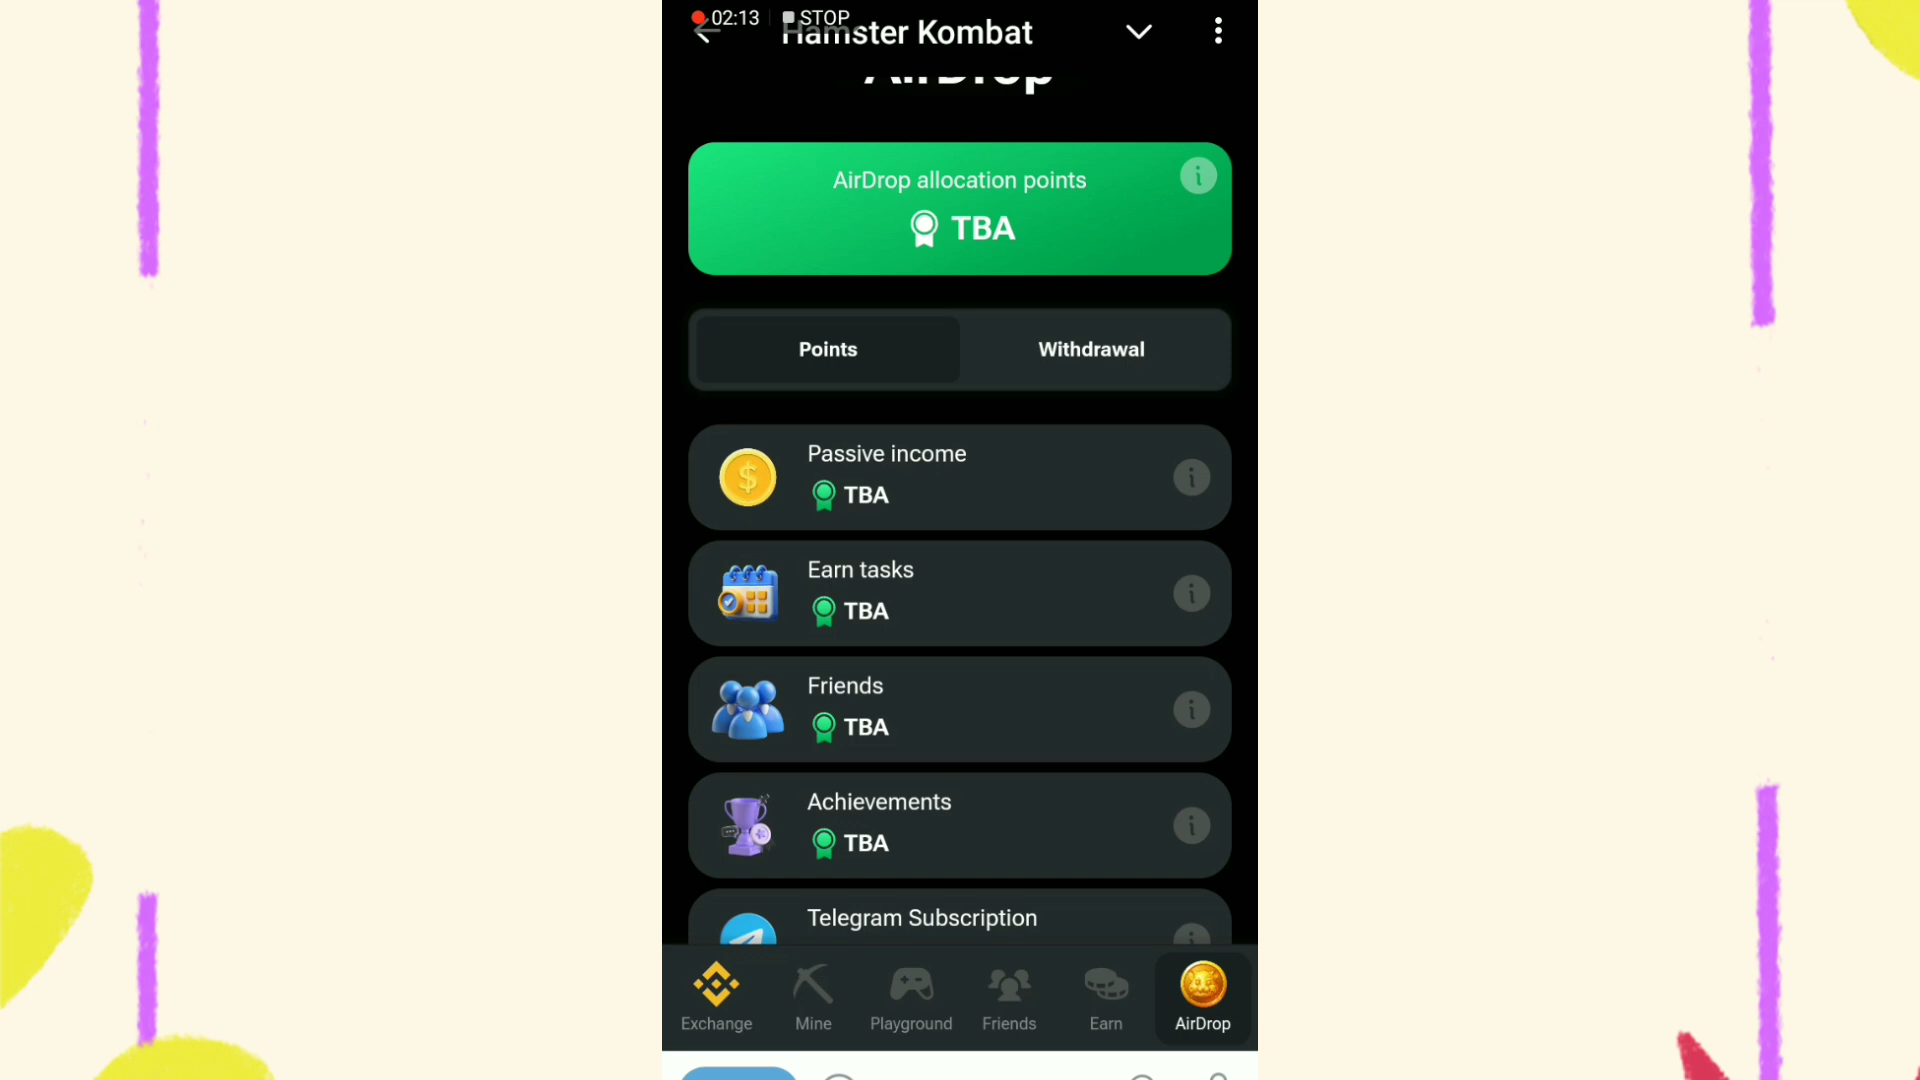 02:13 STOP
Hamster Kombat
AirDrop
AirDrop allocation points
TBA
Points
Withdrawal
Passive income
TBA
Earn tasks
TBA
Friends
TBA
Achievements
TBA
Telegram Subscription
Exchange
Mine
Playground
Friends
Earn
AirDrop